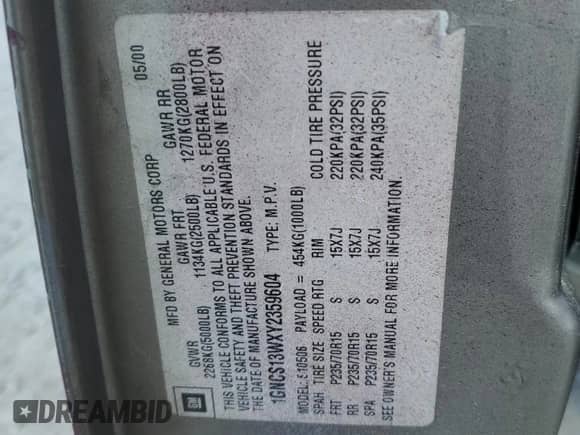 GM
MFD BY GENERAL MOTORS CORP 05/00
GVWR GAWR FRT GAWR RR
2268KG(5000LB) 1134KG(2500LB) 1270KG(2800LB)
THIS VEHICLE CONFORMS TO ALL APPLICABLE U.S. FEDERAL MOTOR
VEHICLE SAFETY AND THEFT PREVENTION STANDARDS IN EFFECT ON
THE DATE OF MANUFACTURE SHOWN ABOVE.
1GNCS13WXY2359604 TYPE: M.P.V.
MODEL: S10506 PAYLOAD = 454KG(1000LB)
SPAH TIRE SIZE SPEED RTG RIM COLD TIRE PRESSURE
FRT P235/70R15 S 15X7J 220KPA(32PSI)
RR P235/70R15 S 15X7J 220KPA(32PSI)
SPA P235/70R15 S 15X7J 240KPA(35PSI)
SEE OWNER'S MANUAL FOR MORE INFORMATION.
DREAMBID